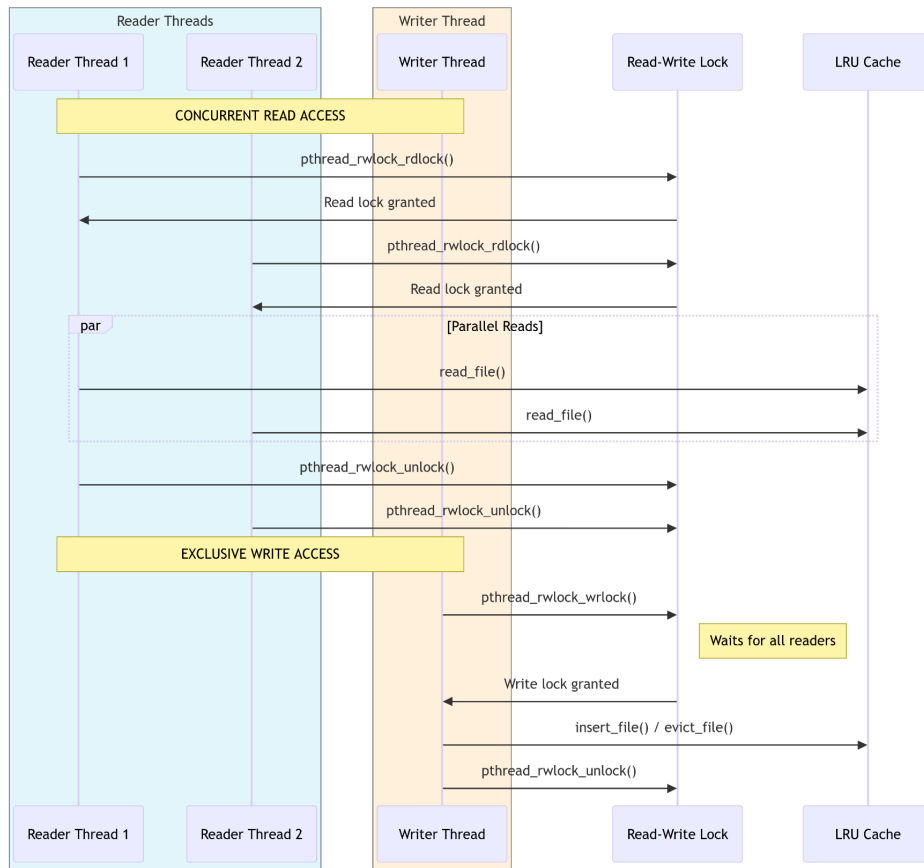 Reader Threads
Writer Thread
Reader Thread 1
Reader Thread 2
Writer Thread
Read-Write Lock
LRU Cache
CONCURRENT READ ACCESS
pthread_rwlock_rdlock()
Read lock granted
pthread_rwlock_rdlock()
Read lock granted
par
[Parallel Reads]
read_file()
read_file()
pthread_rwlock_unlock()
pthread_rwlock_unlock()
EXCLUSIVE WRITE ACCESS
pthread_rwlock_wrlock()
Waits for all readers
Write lock granted
insert_file() / evict_file()
pthread_rwlock_unlock()
Reader Thread 1
Reader Thread 2
Writer Thread
Read-Write Lock
LRU Cache